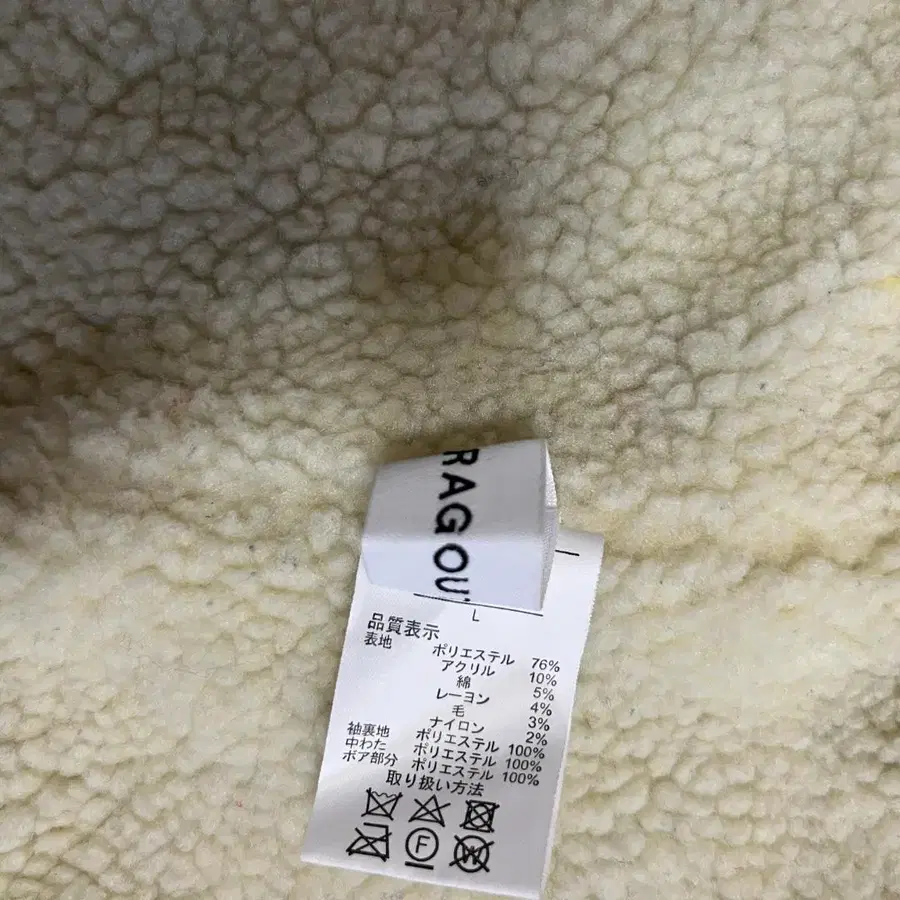 RAGOU
L
品質表示
表地 ポリエステル 76%
アクリル 10%
綿 5%
レーヨン 4%
毛 3%
ナイロン 2%
袖裏地 ポリエステル 100%
中わた ポリエステル 100%
ボア部分 ポリエステル 100%
取り扱い方法
F
W